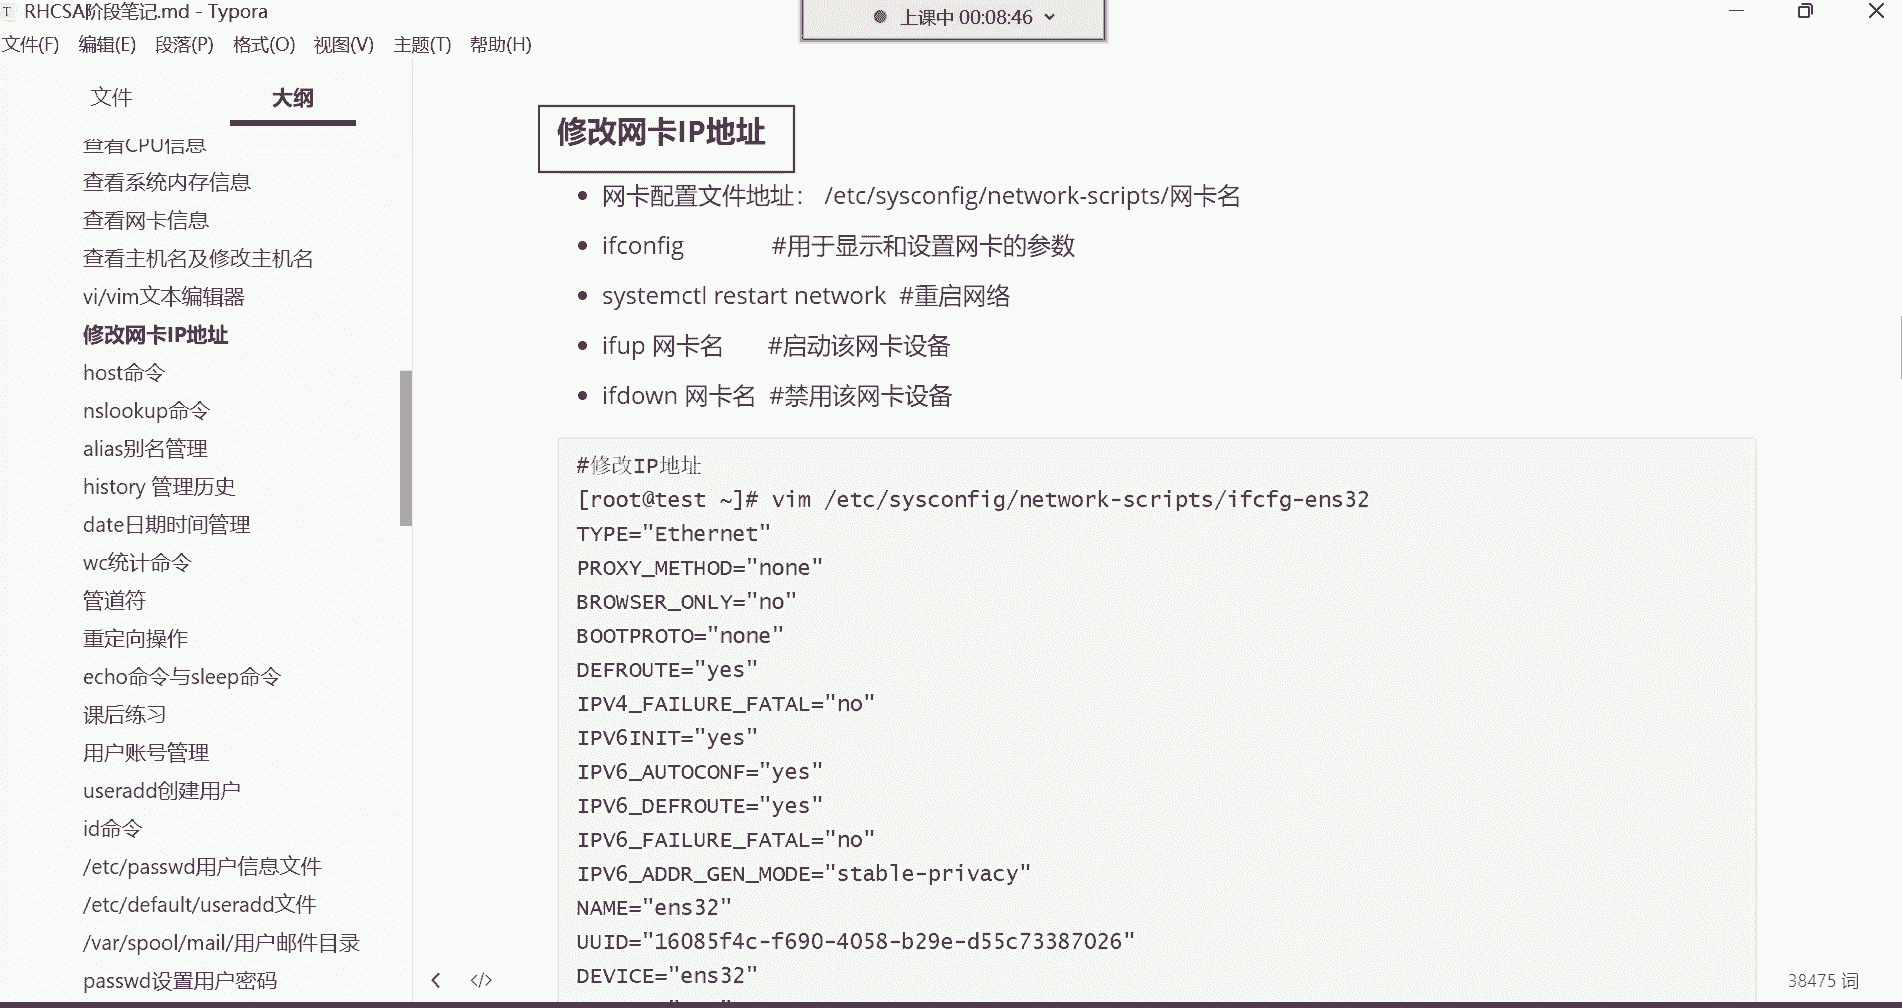 RHCSA阶段笔记.md - Typora
上课中 00:08:46
文件(F) 编辑(E) 段落(P) 格式(O) 视图(V) 主题(T) 帮助(H)
文件 大纲
查看CPU信息
查看系统内存信息
查看网卡信息
查看主机名及修改主机名
vi/vim文本编辑器
修改网卡IP地址
host命令
nslookup命令
alias别名管理
history 管理历史
date日期时间管理
wc统计命令
管道符
重定向操作
echo命令与sleep命令
课后练习
用户账号管理
useradd创建用户
id命令
/etc/passwd用户信息文件
/etc/default/useradd文件
/var/spool/mail/用户邮件目录
passwd设置用户密码
修改网卡IP地址
网卡配置文件地址： /etc/sysconfig/network-scripts/网卡名
ifconfig #用于显示和设置网卡的参数
systemctl restart network #重启网络
ifup 网卡名 #启动该网卡设备
ifdown 网卡名 #禁用该网卡设备
#修改IP地址
[root@test ~]# vim /etc/sysconfig/network-scripts/ifcfg-ens32
TYPE="Ethernet"
PROXY_METHOD="none"
BROWSER_ONLY="no"
BOOTPROTO="none"
DEFROUTE="yes"
IPV4_FAILURE_FATAL="no"
IPV6INIT="yes"
IPV6_AUTOCONF="yes"
IPV6_DEFROUTE="yes"
IPV6_FAILURE_FATAL="no"
IPV6_ADDR_GEN_MODE="stable-privacy"
NAME="ens32"
UUID="16085f4c-f690-4058-b29e-d55c73387026"
DEVICE="ens32"
38475 词